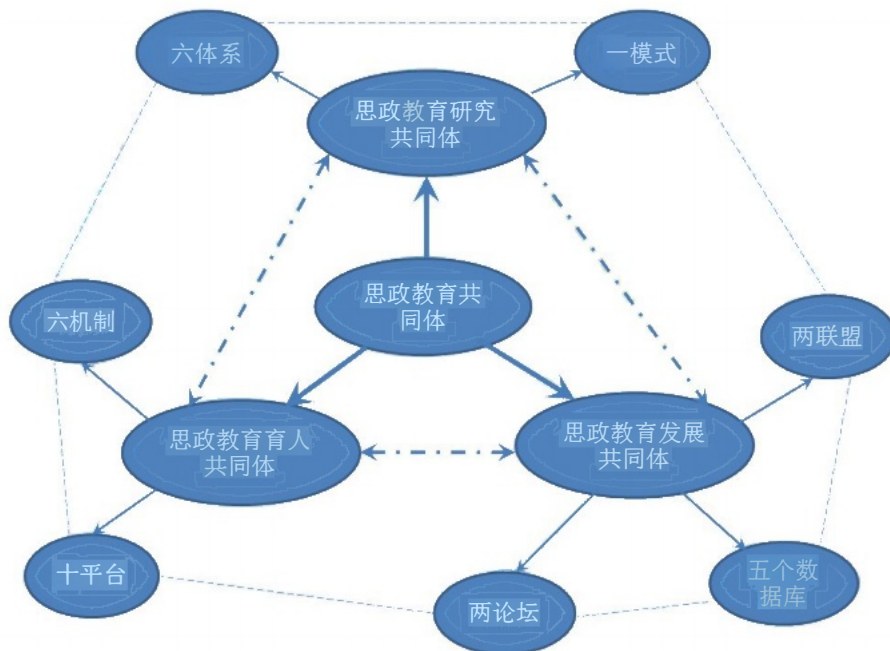 六体系
一模式
思政教育研究
共同体
思政教育共
同体
六机制
两联盟
思政教育育人
共同体
思政教育发展
共同体
十平台
两论坛
五个数
据库